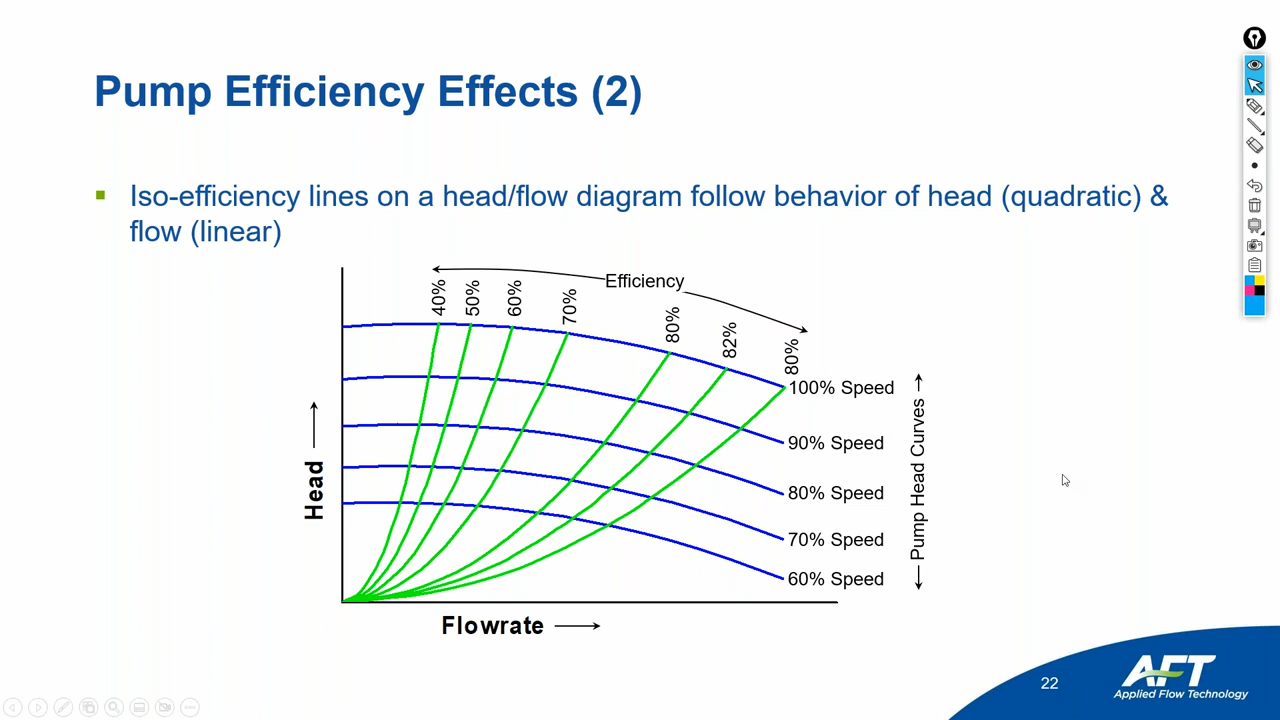 Pump Efficiency Effects (2)
Iso-efficiency lines on a head/flow diagram follow behavior of head (quadratic) &
flow (linear)
Efficiency
40%
50%
60%
70%
80%
82%
80%
100% Speed
90% Speed
80% Speed
70% Speed
60% Speed
Pump Head Curves
Head
Flowrate
22
AFT
Applied Flow Technology